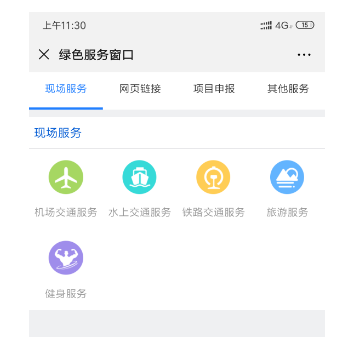 上午11:30 4G 15
绿色服务窗口
现场服务 网页链接 项目申报 其他服务
现场服务
机场交通服务 水上交通服务 铁路交通服务 旅游服务
健身服务